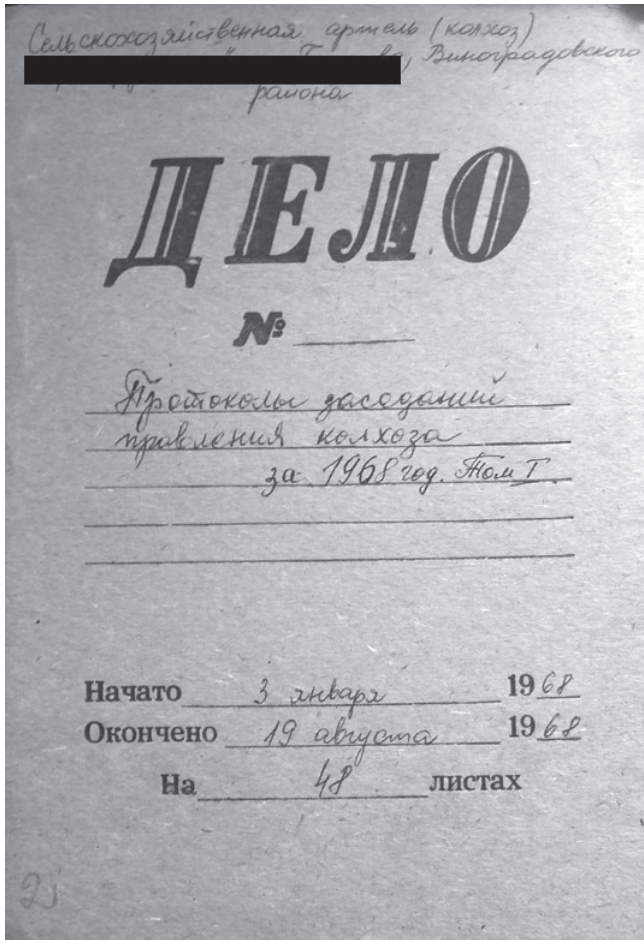 Сельскохозяйственная артель (колхоз)
, Виноградовского
района
ДЕЛО
№
Протоколы заседаний
правления колхоза
за 1968 год. Том I.
Начато 3 января 1968
Окончено 19 августа 1968
На 48 листах